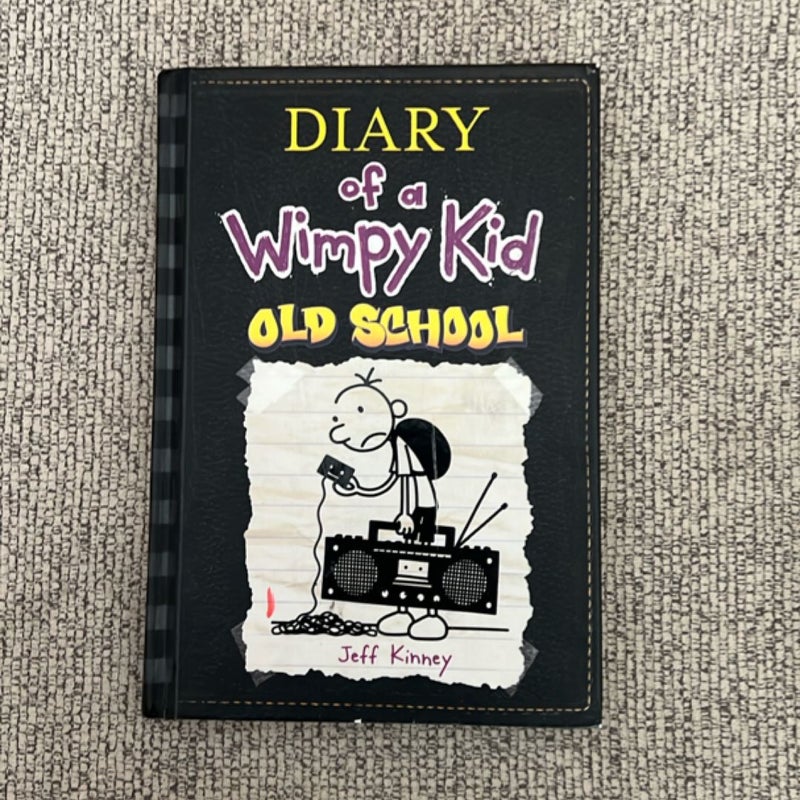 DIARY
of a
Wimpy Kid
OLD SCHOOL
Jeff Kinney